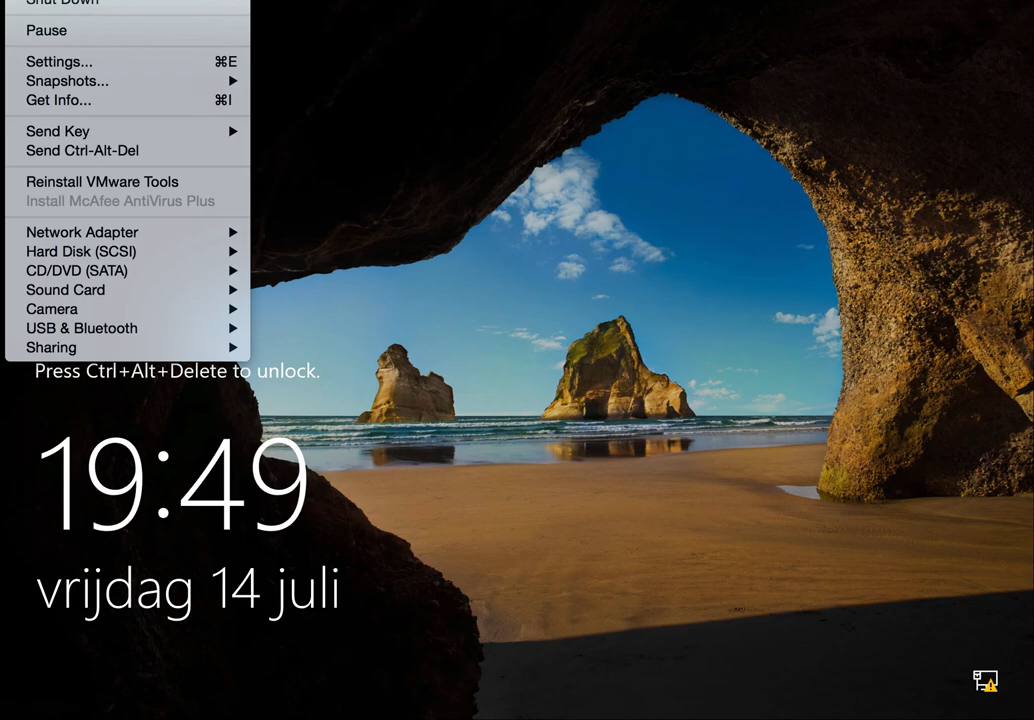 Shut Down
Pause
Settings... ⌘E
Snapshots...
Get Info... ⌘I
Send Key
Send Ctrl-Alt-Del
Reinstall VMware Tools
Install McAfee AntiVirus Plus
Network Adapter
Hard Disk (SCSI)
CD/DVD (SATA)
Sound Card
Camera
USB & Bluetooth
Sharing
Press Ctrl+Alt+Delete to unlock.
19:49
vrijdag 14 juli